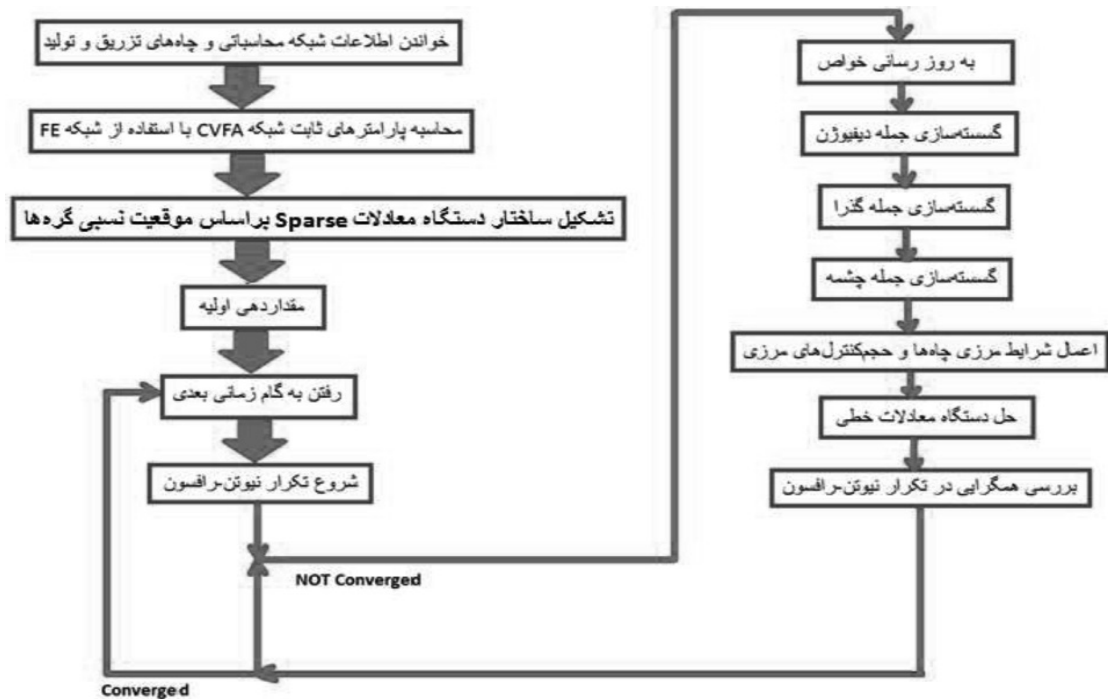 خواندن اطلاعات شبکه محاسباتی و چاه‌های تزریق و تولید
محاسبه پارامترهای ثابت شبکه CVFA با استفاده از شبکه FE
تشکیل ساختار دستگاه معادلات Sparse براساس موقعیت نسبی گره‌ها
مقداردهی اولیه
رفتن به گام زمانی بعدی
شروع تکرار نیوتن-رافسون
NOT Converged
Converged
به روز رسانی خواص
گسسته‌سازی جمله دیفیوژن
گسسته‌سازی جمله گذرا
گسسته‌سازی جمله چشمه
اعمال شرایط مرزی چاه‌ها و حجم‌کنترل‌های مرزی
حل دستگاه معادلات خطی
بررسی همگرایی در تکرار نیوتن-رافسون